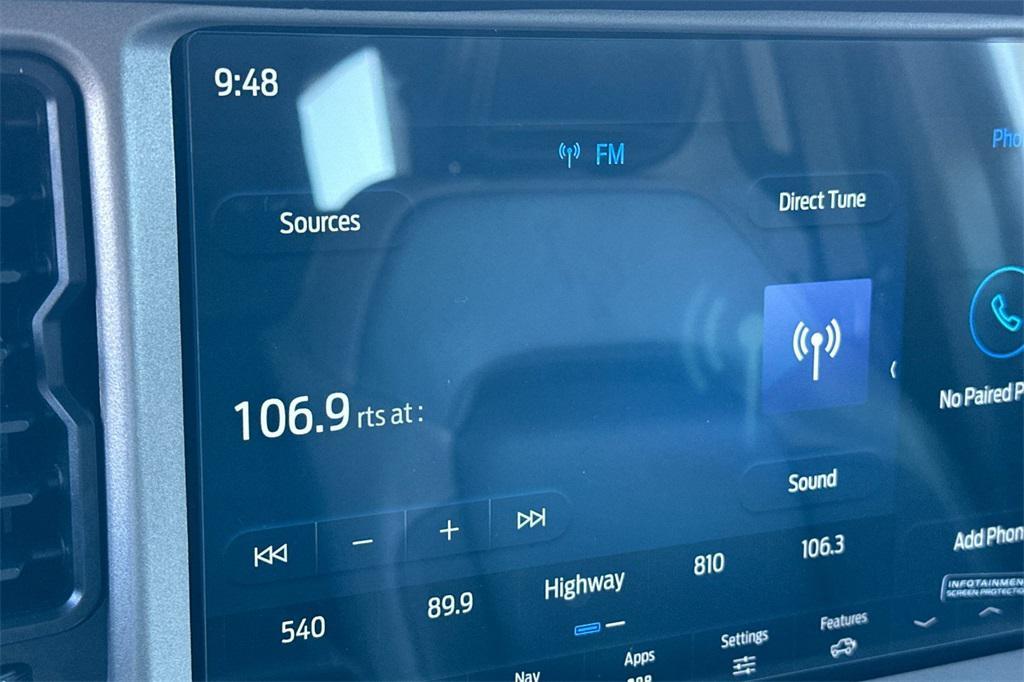 9:48
FM
Pho
Sources
Direct Tune
106.9 rts at :
No Paired P
Sound
Add Phon
540
89.9
Highway
810
106.3
INFOTAINMEN
SCREEN PROTECTIO
Nav
Apps
Settings
Features